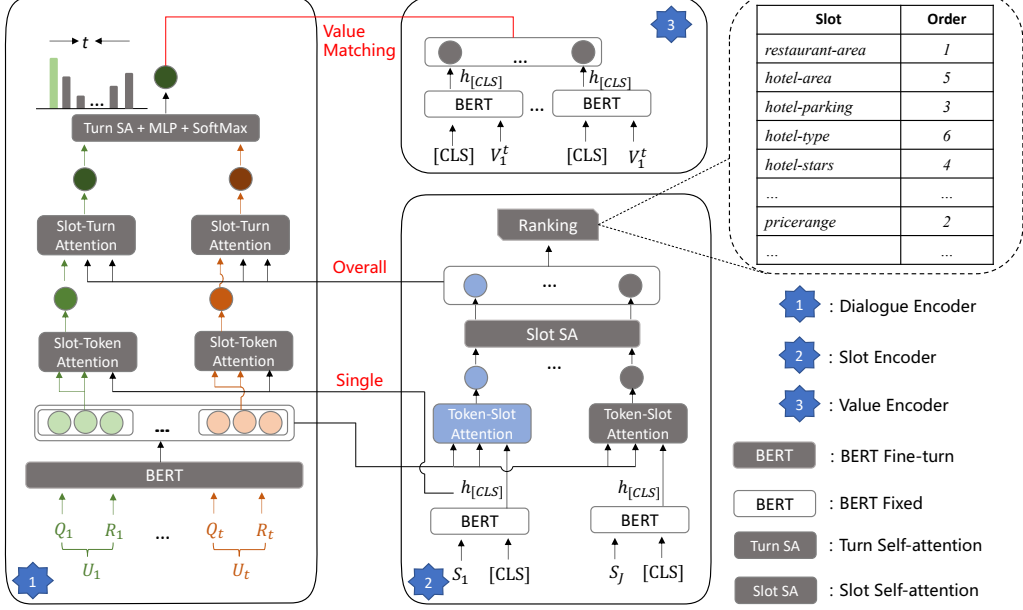 t
...
Turn SA + MLP + SoftMax
Slot-Turn
Attention
Slot-Turn
Attention
Slot-Token
Attention
Slot-Token
Attention
...
BERT
Q₁
R₁
...
Qₜ
Rₜ
U₁
Uₜ
1
Value
Matching
Overall
Single
3
...
h[CLS]
h[CLS]
BERT
...
BERT
[CLS]
V₁ᵗ
[CLS]
V₁ᵗ
Ranking
...
Slot SA
...
Token-Slot
Attention
Token-Slot
Attention
h[CLS]
h[CLS]
BERT
BERT
S₁
[CLS]
S_J
[CLS]
2
Slot Order
restaurant-area 1
hotel-area 5
hotel-parking 3
hotel-type 6
hotel-stars 4
... ...
pricerange 2
... ...
1 : Dialogue Encoder
2 : Slot Encoder
3 : Value Encoder
BERT : BERT Fine-turn
BERT : BERT Fixed
Turn SA : Turn Self-attention
Slot SA : Slot Self-attention